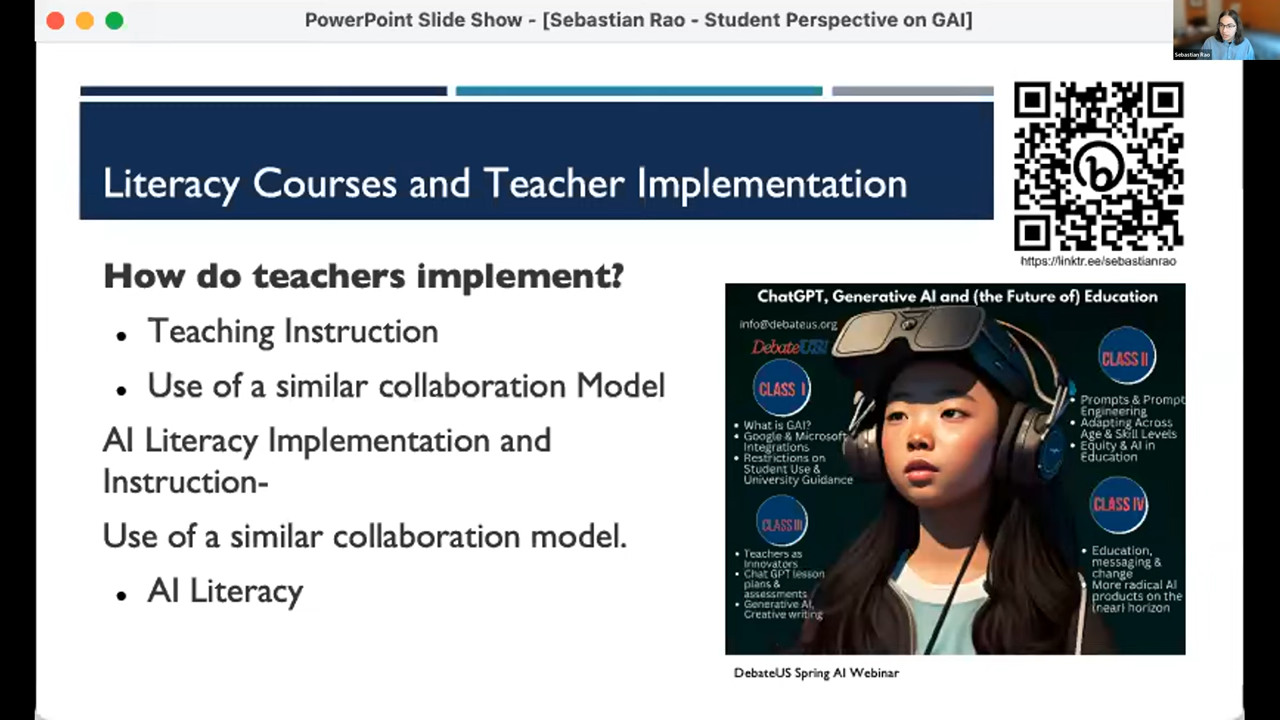 PowerPoint Slide Show - [Sebastian Rao - Student Perspective on GAI]
Sebastian Rao
Literacy Courses and Teacher Implementation
https://linktr.ee/sebastianrao
How do teachers implement?
• Teaching Instruction
• Use of a similar collaboration Model
AI Literacy Implementation and
Instruction-
Use of a similar collaboration model.
• AI Literacy
ChatGPT, Generative AI and (the Future of) Education
info@debateus.org
DebateUS!
CLASS I
• What is GAI?
• Google & Microsoft
Integrations
• Restrictions on
Student Use &
University Guidance
CLASS II
• Prompts & Prompt
Engineering
• Adapting Across
Age & Skill Levels
• Equity & AI in
Education
CLASS III
• Teachers as
Innovators
• Chat GPT lesson
plans &
assessments
• Generative AI,
Creative writing
CLASS IV
• Education,
messaging &
change
• More radical AI
products on the
(near) horizon
DebateUS Spring AI Webinar